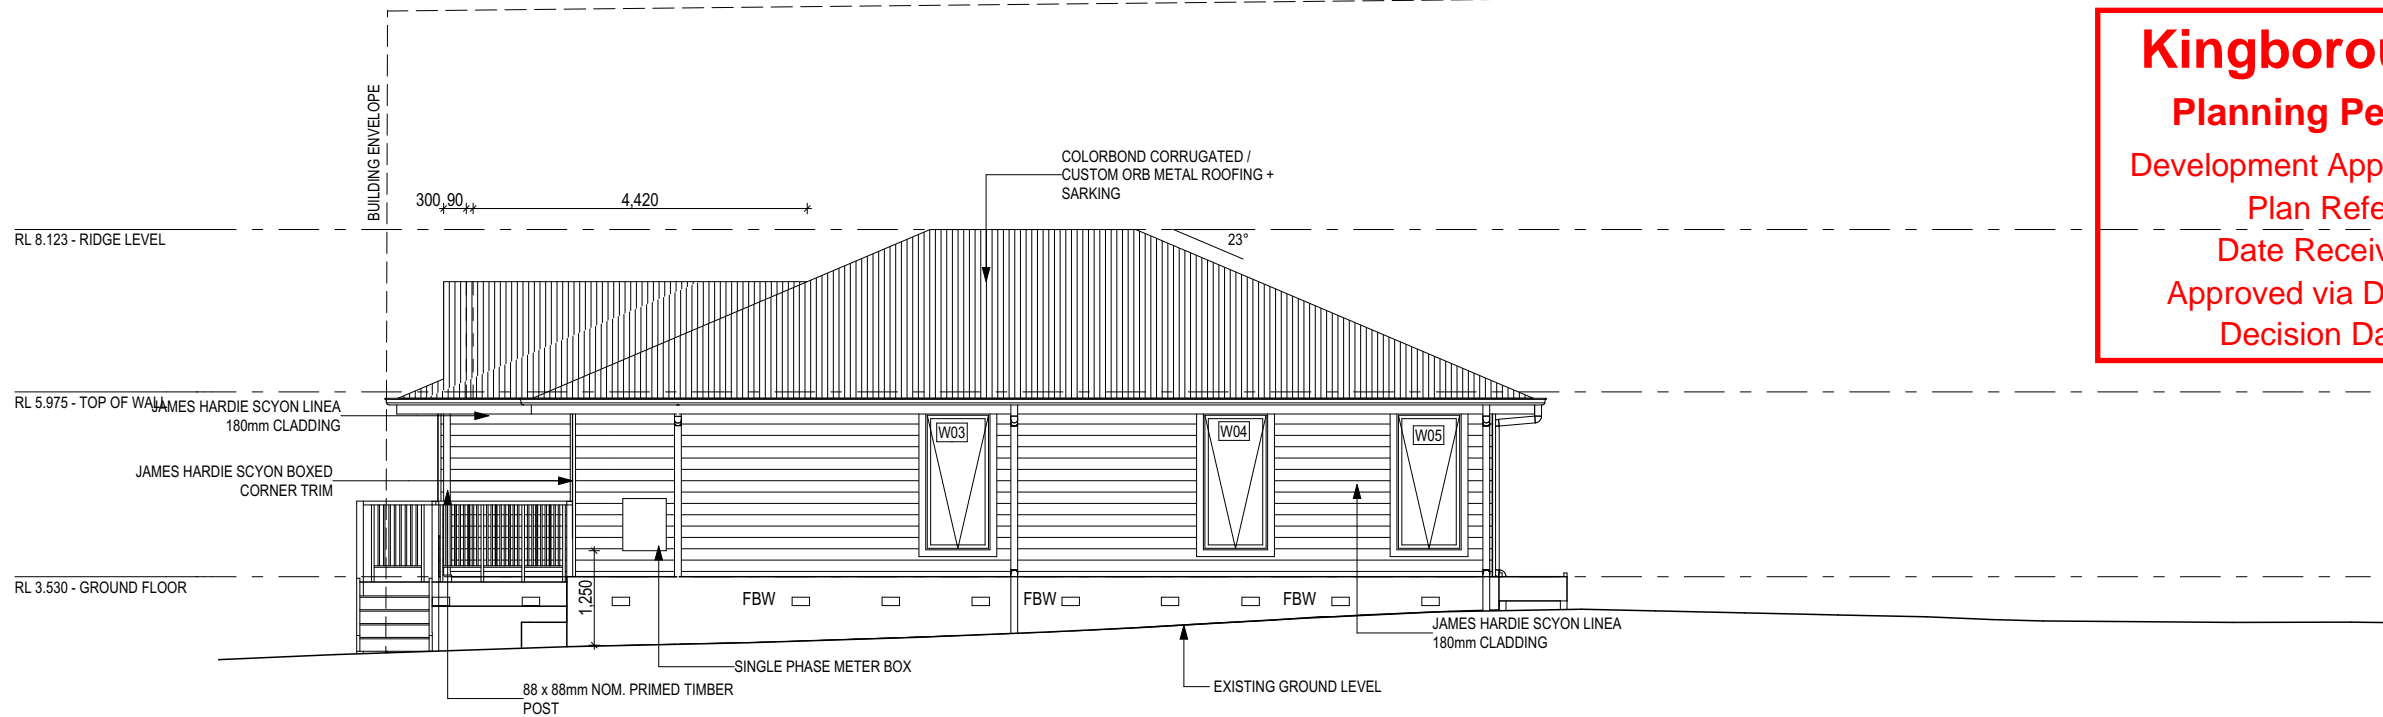 Kingborou
Planning Pe
Development App
Plan Refe
Date Receiv
Approved via D
Decision Da
BUILDING ENVELOPE
COLORBOND CORRUGATED /
CUSTOM ORB METAL ROOFING +
SARKING
300 90 4,420
RL 8.123 - RIDGE LEVEL
23°
RL 5.975 - TOP OF WALL
JAMES HARDIE SCYON LINEA
180mm CLADDING
W03
W04
W05
JAMES HARDIE SCYON BOXED
CORNER TRIM
RL 3.530 - GROUND FLOOR
1,250
FBW
FBW
FBW
JAMES HARDIE SCYON LINEA
180mm CLADDING
SINGLE PHASE METER BOX
88 x 88mm NOM. PRIMED TIMBER
POST
EXISTING GROUND LEVEL